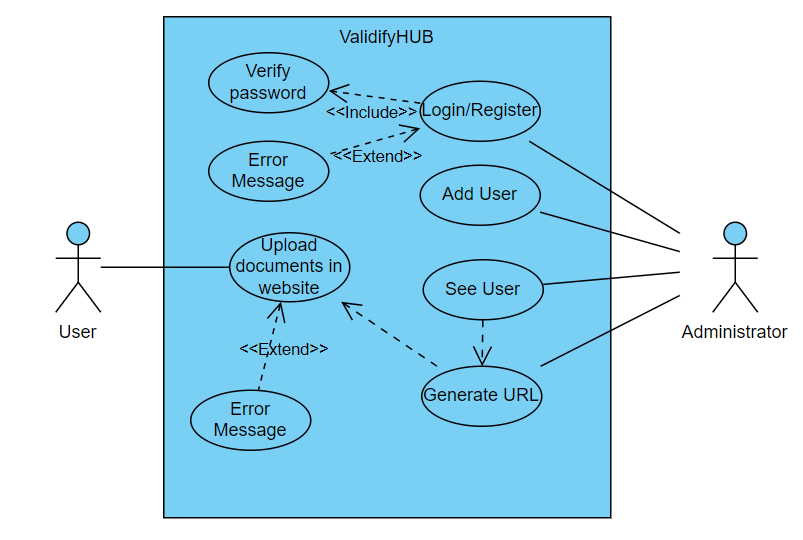 ValidifyHUB
Verify
password
<<Include>>
Login/Register
Error
Message
<<Extend>>
Add User
Upload
documents in
website
See User
User
Administrator
<<Extend>>
Generate URL
Error
Message